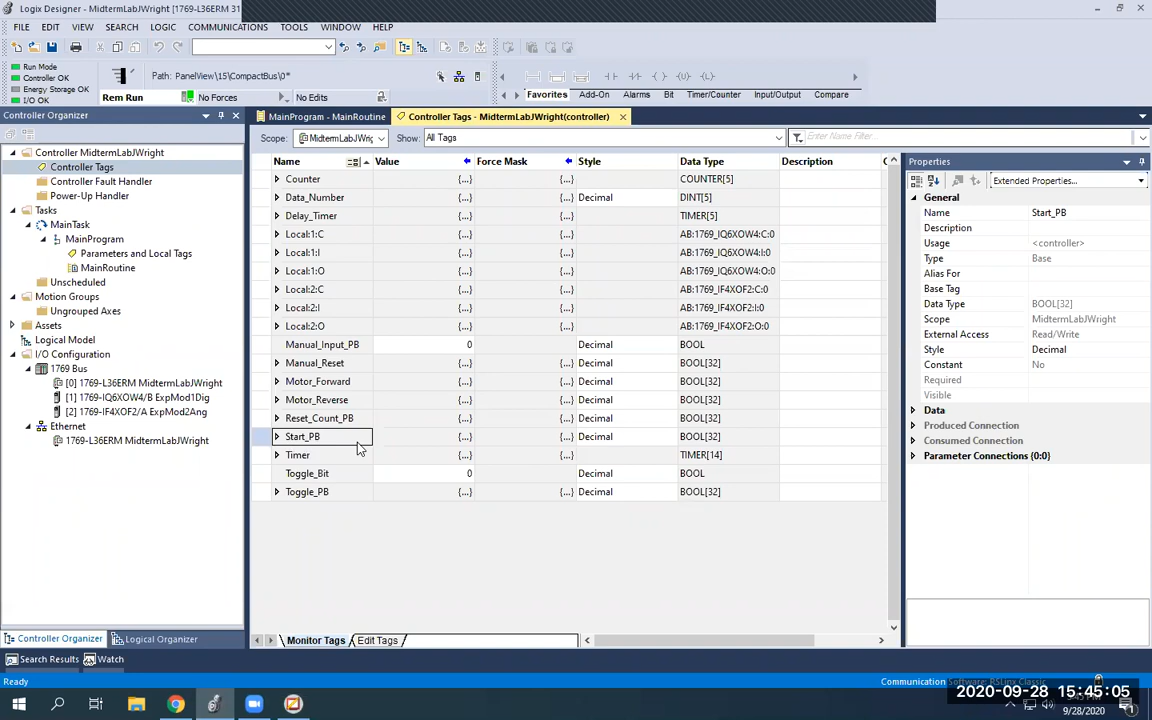 Logix Designer - MidtermLabJWright [1769-L36ERM 31
FILE EDIT VIEW SEARCH LOGIC COMMUNICATIONS TOOLS WINDOW HELP
Run Mode
Controller OK
Energy Storage OK
I/O OK
Path: PanelView\15\CompactBus\0*
Rem Run No Forces No Edits
Favorites Add-On Alarms Bit Timer/Counter Input/Output Compare
Controller Organizer
MainProgram - MainRoutine
Controller Tags - MidtermLabJWright(controller)
Controller MidtermLabJWright
Controller Tags
Controller Fault Handler
Power-Up Handler
Tasks
MainTask
MainProgram
Parameters and Local Tags
MainRoutine
Unscheduled
Motion Groups
Ungrouped Axes
Assets
Logical Model
I/O Configuration
1769 Bus
[0] 1769-L36ERM MidtermLabJWright
[1] 1769-IQ6XOW4/B ExpMod1Dig
[2] 1769-IF4XOF2/A ExpMod2Ang
Ethernet
1769-L36ERM MidtermLabJWright
Controller Organizer Logical Organizer
Scope: MidtermLabJWrig Show: All Tags Enter Name Filter...
Name Value Force Mask Style Data Type Description
Counter {...} {...} COUNTER[5]
Data_Number {...} {...} Decimal DINT[5]
Delay_Timer {...} {...} TIMER[5]
Local:1:C {...} {...} AB:1769_IQ6XOW4:C:0
Local:1:I {...} {...} AB:1769_IQ6XOW4:I:0
Local:1:O {...} {...} AB:1769_IQ6XOW4:O:0
Local:2:C {...} {...} AB:1769_IF4XOF2:C:0
Local:2:I {...} {...} AB:1769_IF4XOF2:I:0
Local:2:O {...} {...} AB:1769_IF4XOF2:O:0
Manual_Input_PB 0 Decimal BOOL
Manual_Reset {...} {...} Decimal BOOL[32]
Motor_Forward {...} {...} Decimal BOOL[32]
Motor_Reverse {...} {...} Decimal BOOL[32]
Reset_Count_PB {...} {...} Decimal BOOL[32]
Start_PB {...} {...} Decimal BOOL[32]
Timer {...} {...} TIMER[14]
Toggle_Bit 0 Decimal BOOL
Toggle_PB {...} {...} Decimal BOOL[32]
Monitor Tags Edit Tags
Properties
Extended Properties...
General
Name Start_PB
Description
Usage <controller>
Type Base
Alias For
Base Tag
Data Type BOOL[32]
Scope MidtermLabJWright
External Access Read/Write
Style Decimal
Constant No
Required
Visible
Data
Produced Connection
Consumed Connection
Parameter Connections {0:0}
Search Results Watch
Ready
Communication Software: RSLinx Classic
2020-09-28 15:45:05
9/28/2020